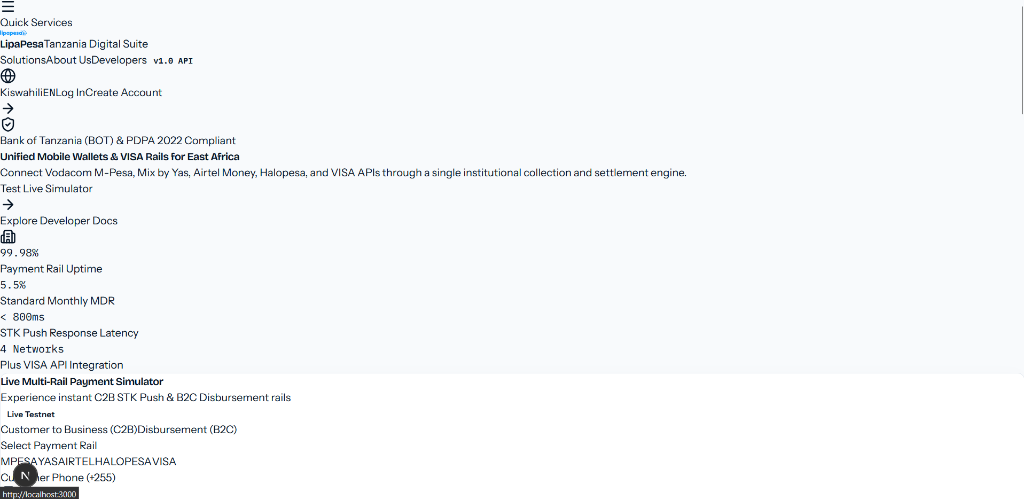 Quick Services
lipapesa
LipaPesaTanzania Digital Suite
SolutionsAbout UsDevelopers v1.0 API
KiswahiliENLog InCreate Account
Bank of Tanzania (BOT) & PDPA 2022 Compliant
Unified Mobile Wallets & VISA Rails for East Africa
Connect Vodacom M-Pesa, Mix by Yas, Airtel Money, Halopesa, and VISA APIs through a single institutional collection and settlement engine.
Test Live Simulator
Explore Developer Docs
99.98%
Payment Rail Uptime
5.5%
Standard Monthly MDR
< 800ms
STK Push Response Latency
4 Networks
Plus VISA API Integration
Live Multi-Rail Payment Simulator
Experience instant C2B STK Push & B2C Disbursement rails
Live Testnet
Customer to Business (C2B)Disbursement (B2C)
Select Payment Rail
MPESAYASAIRTELHALOPESAVISA
N
Phone (+255)
http://localhost:3000